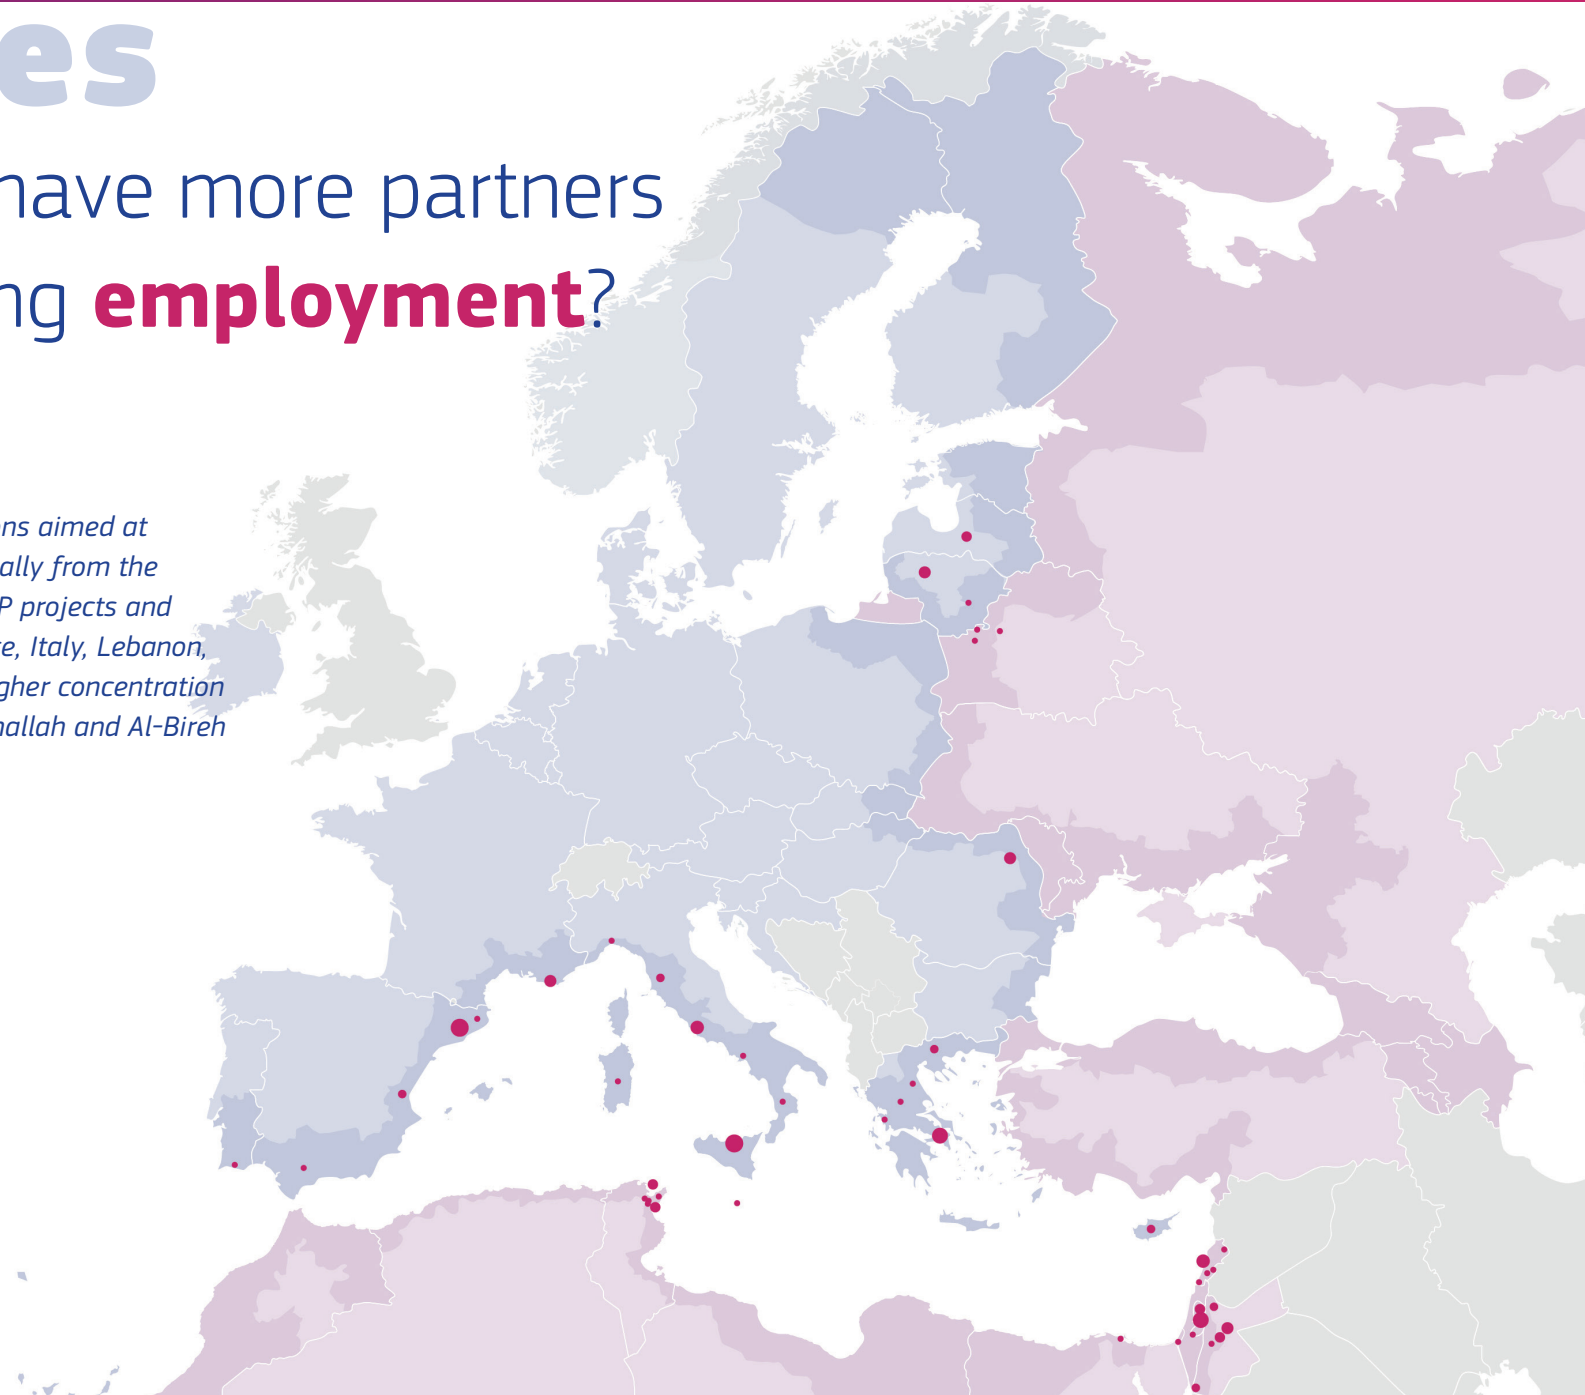 es
have more partners
ng employment?
ns aimed at
ally from the
P projects and
e, Italy, Lebanon,
gher concentration
nallah and Al-Bireh